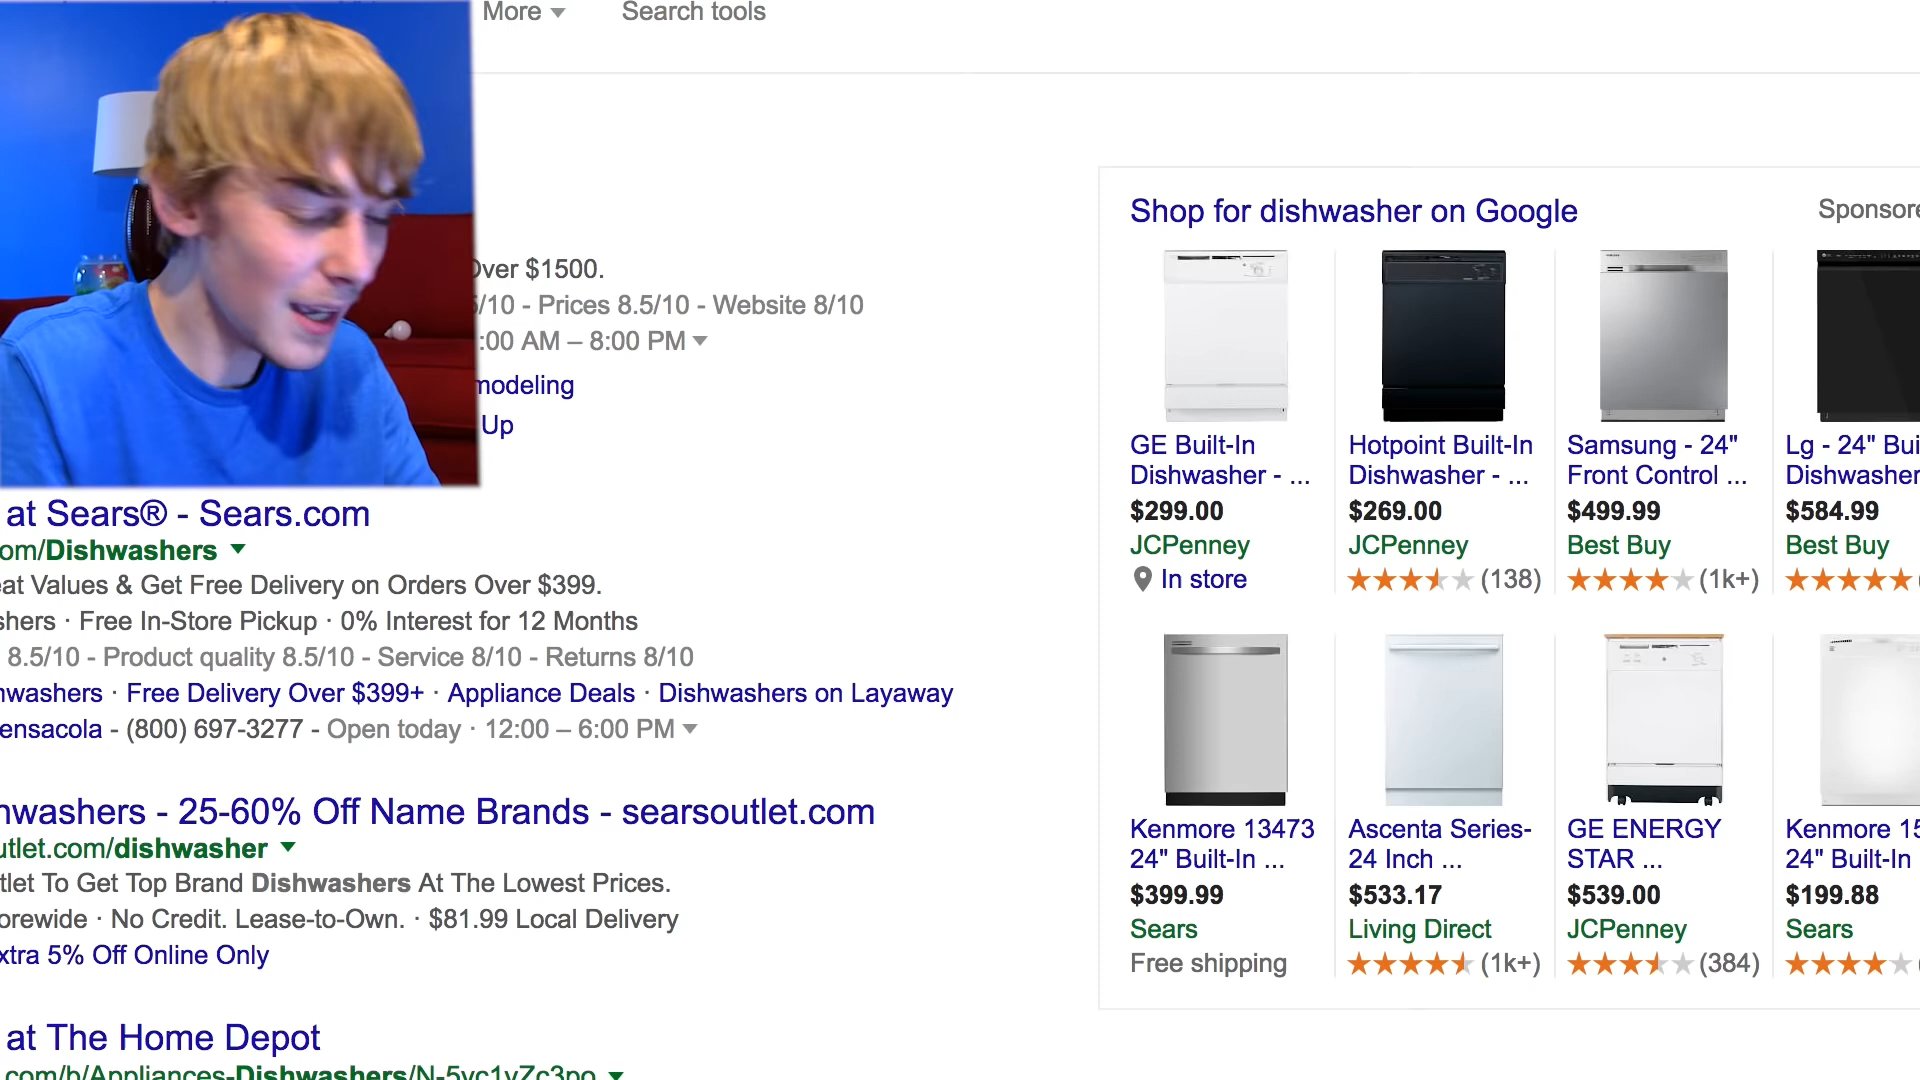 More
Search tools
Over $1500.
/10 - Prices 8.5/10 - Website 8/10
:00 AM – 8:00 PM
modeling
Up
at Sears® - Sears.com
om/Dishwashers
eat Values & Get Free Delivery on Orders Over $399.
shers · Free In-Store Pickup · 0% Interest for 12 Months
8.5/10 - Product quality 8.5/10 - Service 8/10 - Returns 8/10
hwashers · Free Delivery Over $399+ · Appliance Deals · Dishwashers on Layaway
ensacola - (800) 697-3277 - Open today · 12:00 – 6:00 PM
hwashers - 25-60% Off Name Brands - searsoutlet.com
utlet.com/dishwasher
tlet To Get Top Brand Dishwashers At The Lowest Prices.
orewide · No Credit. Lease-to-Own. · $81.99 Local Delivery
xtra 5% Off Online Only
at The Home Depot
.com/b/Appliances-Dishwashers/N-5yc1vZc3po
Shop for dishwasher on Google
Sponsore
GE Built-In
Dishwasher - ...
$299.00
JCPenney
In store
Hotpoint Built-In
Dishwasher - ...
$269.00
JCPenney
(138)
Samsung - 24"
Front Control ...
$499.99
Best Buy
(1k+)
Lg - 24" Bui
Dishwasher
$584.99
Best Buy
Kenmore 13473
24" Built-In ...
$399.99
Sears
Free shipping
Ascenta Series-
24 Inch ...
$533.17
Living Direct
(1k+)
GE ENERGY
STAR ...
$539.00
JCPenney
(384)
Kenmore 15
24" Built-In
$199.88
Sears